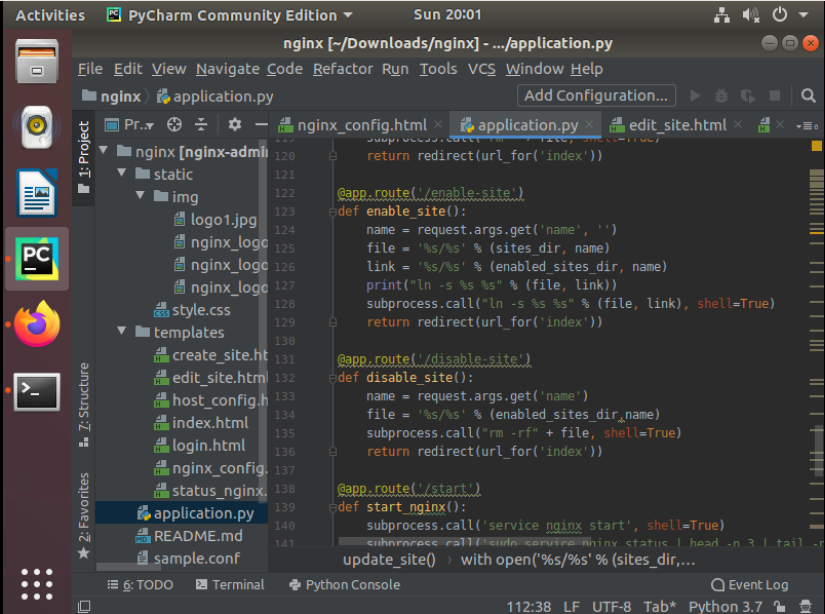 Activities PyCharm Community Edition Sun 20:01
nginx [~/Downloads/nginx] - .../application.py
File Edit View Navigate Code Refactor Run Tools VCS Window Help
nginx application.py Add Configuration...
1: Project
Pr.. nginx_config.html application.py edit_site.html
nginx [nginx-admi
static
img
logo1.jpg
nginx_logo
nginx_logo
nginx_logo
style.css
templates
create_site.ht
edit_site.html
host_config.h
index.html
login.html
nginx_config.
status_nginx.
application.py
README.md
sample.conf
Z: Structure
2: Favorites
120 return redirect(url_for('index'))
121
122 @app.route('/enable-site')
123 def enable_site():
124 name = request.args.get('name', '')
125 file = '%s/%s' % (sites_dir, name)
126 link = '%s/%s' % (enabled_sites_dir, name)
127 print("ln -s %s %s" % (file, link))
128 subprocess.call("ln -s %s %s" % (file, link), shell=True)
129 return redirect(url_for('index'))
130
131 @app.route('/disable-site')
132 def disable_site():
133 name = request.args.get('name')
134 file = '%s/%s' % (enabled_sites_dir,name)
135 subprocess.call("rm -rf" + file, shell=True)
136 return redirect(url_for('index'))
137
138 @app.route('/start')
139 def start_nginx():
140 subprocess.call('service nginx start', shell=True)
141 subprocess.call('sudo service nginx status | head -n 3 | tail -n
update_site() with open('%s/%s' % (sites_dir,...
6: TODO Terminal Python Console Event Log
112:38 LF UTF-8 Tab* Python 3.7